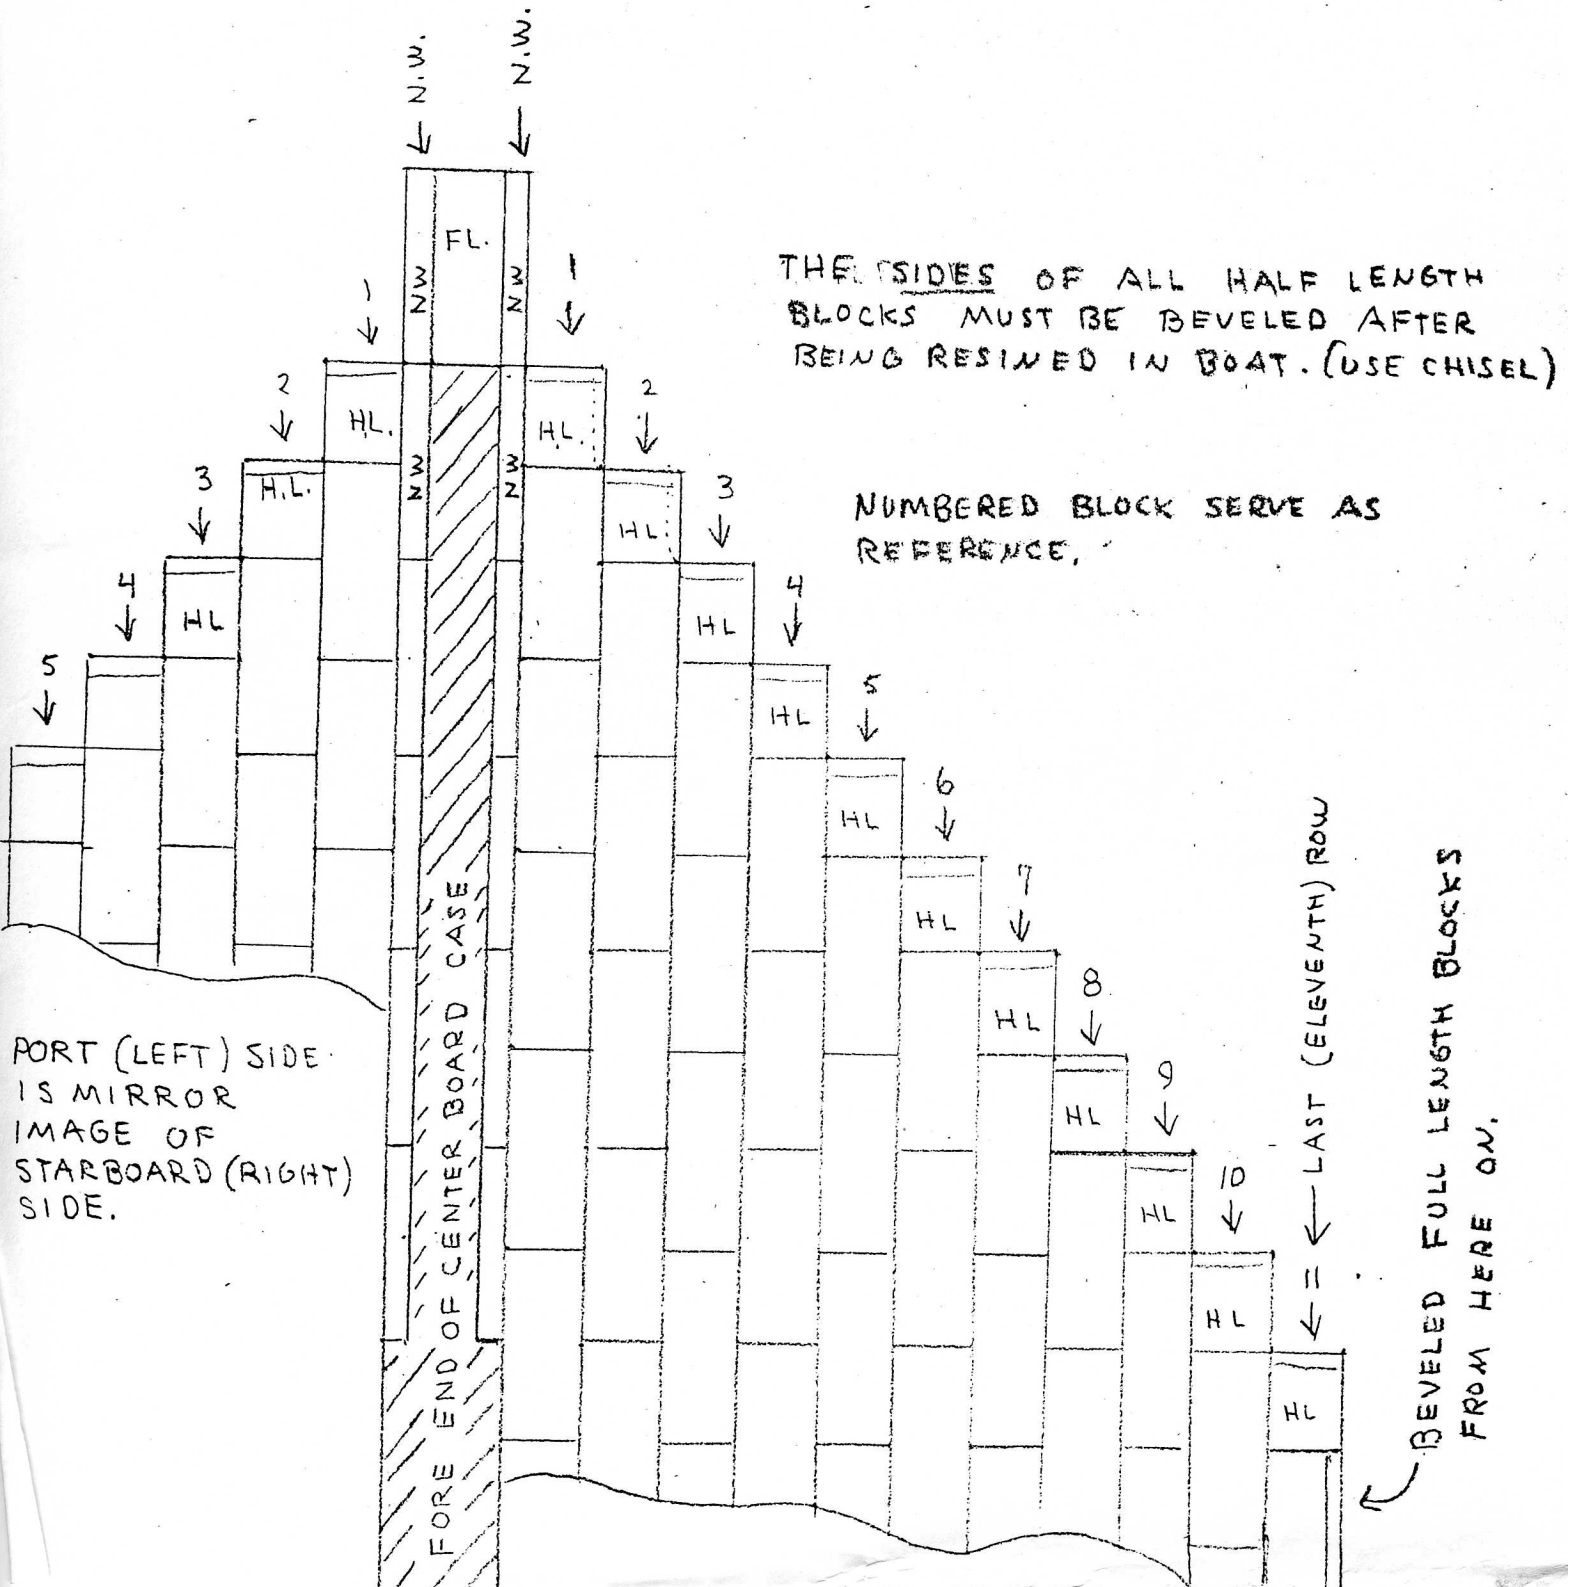 N.W.
N.W.
FL.
NW
NW
1
1
THE SIDES OF ALL HALF LENGTH
BLOCKS MUST BE BEVELED AFTER
BEING RESINED IN BOAT. (USE CHISEL)
2
H.L.
H.L.
2
NW
NW
3
H.L.
HL.
3
NUMBERED BLOCK SERVE AS
REFERENCE.
4
HL
HL
4
5
HL
5
HL
6
HL
7
HL
8
HL
9
HL
10
HL
11
LAST (ELEVENTH) ROW
HL
BEVELED FULL LENGTH BLOCKS
FROM HERE ON.
FORE END OF CENTER BOARD CASE
PORT (LEFT) SIDE
IS MIRROR
IMAGE OF
STARBOARD (RIGHT)
SIDE.